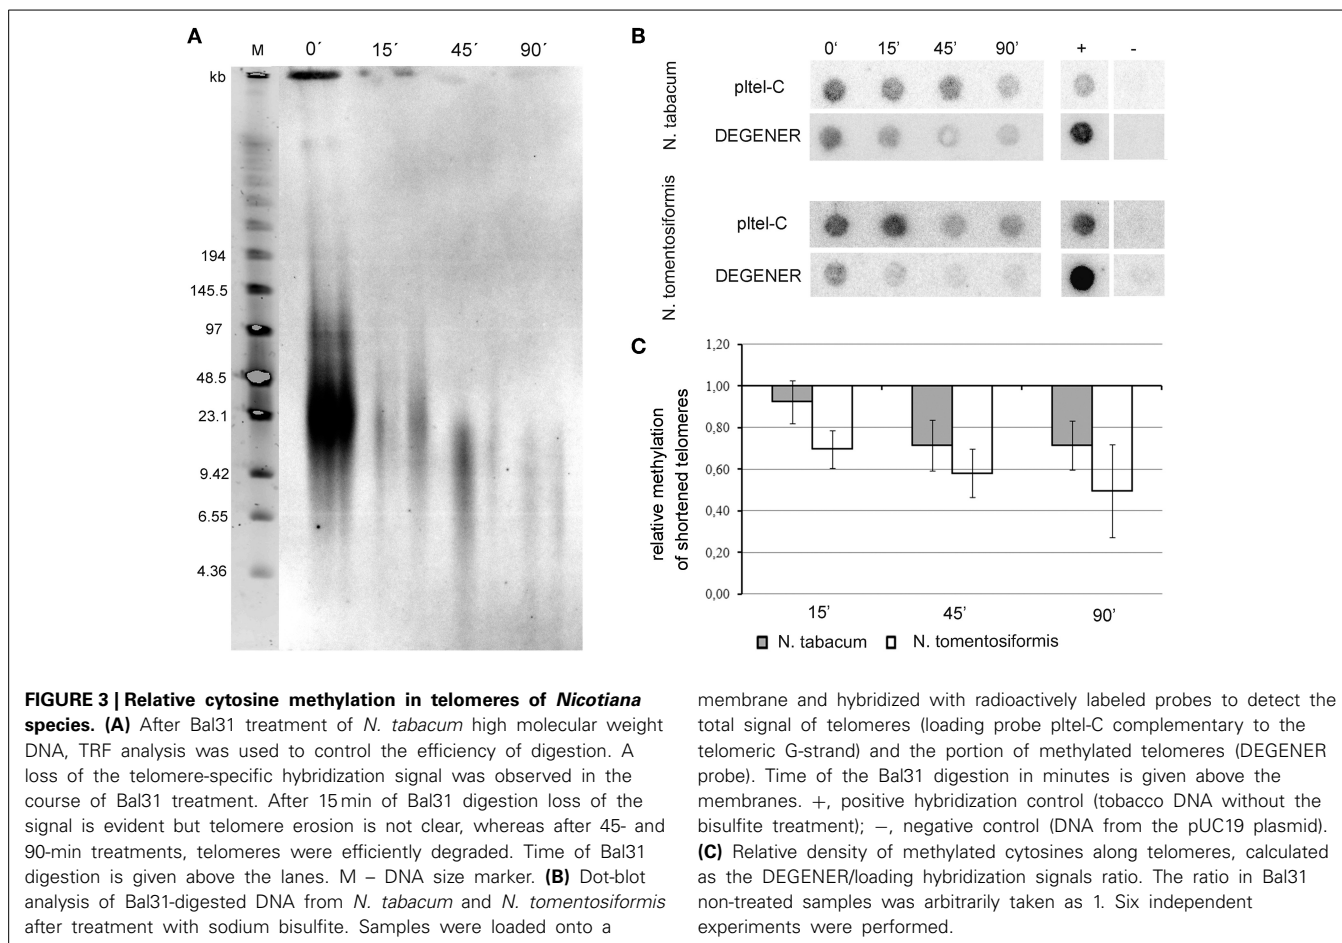 A
M 0´ 15´ 45´ 90´
kb
194
145.5
97
48.5
23.1
9.42
6.55
4.36
B
0‘ 15’ 45’ 90’ + -
N. tabacum
pltel-C
DEGENER
N. tomentosiformis
pltel-C
DEGENER
C
relative methylation
of shortened telomeres
1,20
1,00
0,80
0,60
0,40
0,20
0,00
15’ 45’ 90’
N. tabacum N. tomentosiformis
FIGURE 3 | Relative cytosine methylation in telomeres of Nicotiana
species. (A) After Bal31 treatment of N. tabacum high molecular weight
DNA, TRF analysis was used to control the efficiency of digestion. A
loss of the telomere-specific hybridization signal was observed in the
course of Bal31 treatment. After 15 min of Bal31 digestion loss of the
signal is evident but telomere erosion is not clear, whereas after 45- and
90-min treatments, telomeres were efficiently degraded. Time of Bal31
digestion is given above the lanes. M – DNA size marker. (B) Dot-blot
analysis of Bal31-digested DNA from N. tabacum and N. tomentosiformis
after treatment with sodium bisulfite. Samples were loaded onto a
membrane and hybridized with radioactively labeled probes to detect the
total signal of telomeres (loading probe pltel-C complementary to the
telomeric G-strand) and the portion of methylated telomeres (DEGENER
probe). Time of the Bal31 digestion in minutes is given above the
membranes. +, positive hybridization control (tobacco DNA without the
bisulfite treatment); −, negative control (DNA from the pUC19 plasmid).
(C) Relative density of methylated cytosines along telomeres, calculated
as the DEGENER/loading hybridization signals ratio. The ratio in Bal31
non-treated samples was arbitrarily taken as 1. Six independent
experiments were performed.